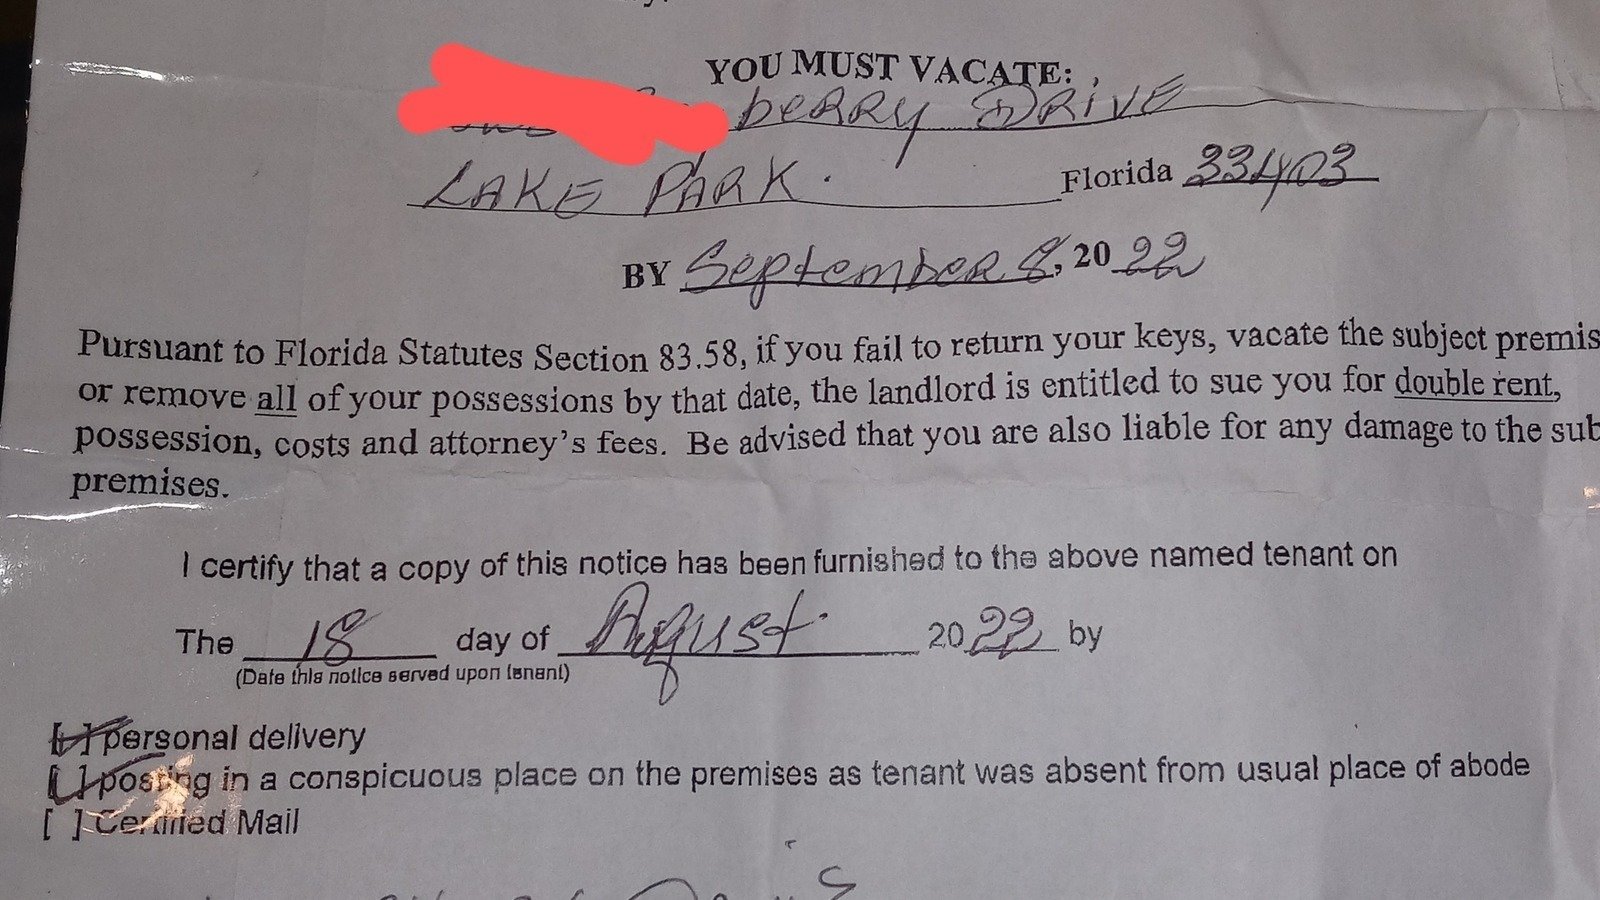 YOU MUST VACATE:
berry DRIVE
LAKE PARK. Florida 33403
BY September 8, 2022
Pursuant to Florida Statutes Section 83.58, if you fail to return your keys, vacate the subject premis
or remove all of your possessions by that date, the landlord is entitled to sue you for double rent,
possession, costs and attorney's fees. Be advised that you are also liable for any damage to the sub
premises.
I certify that a copy of this notice has been furnished to the above named tenant on
The 18 day of August. 2022 by
(Date this notice served upon tenant)
[ ] personal delivery
[ ] posting in a conspicuous place on the premises as tenant was absent from usual place of abode
[ ] Certified Mail